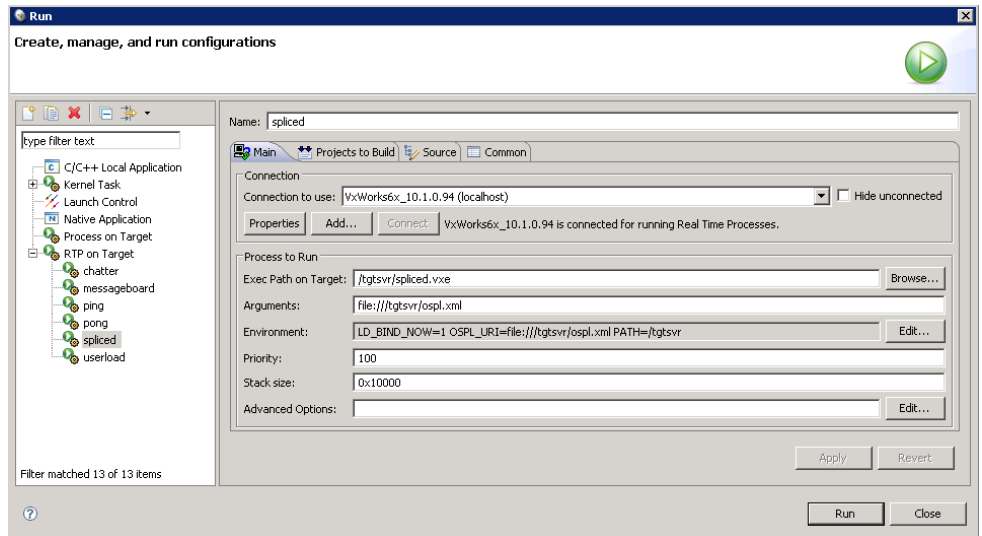 Run
Create, manage, and run configurations
Name: spliced
type filter text
Main Projects to Build Source Common
C/C++ Local Application
Kernel Task
Launch Control
Native Application
Process on Target
RTP on Target
chatter
messageboard
ping
pong
spliced
userload
Filter matched 13 of 13 items
Connection
Connection to use: VxWorks6x_10.1.0.94 (localhost) Hide unconnected
Properties Add... Connect VxWorks6x_10.1.0.94 is connected for running Real Time Processes.
Process to Run
Exec Path on Target: /tgtsvr/spliced.vxe Browse...
Arguments: file:///tgtsvr/ospl.xml
Environment: LD_BIND_NOW=1 OSPL_URI=file:///tgtsvr/ospl.xml PATH=/tgtsvr Edit...
Priority: 100
Stack size: 0x10000
Advanced Options: Edit...
Apply Revert
Run Close